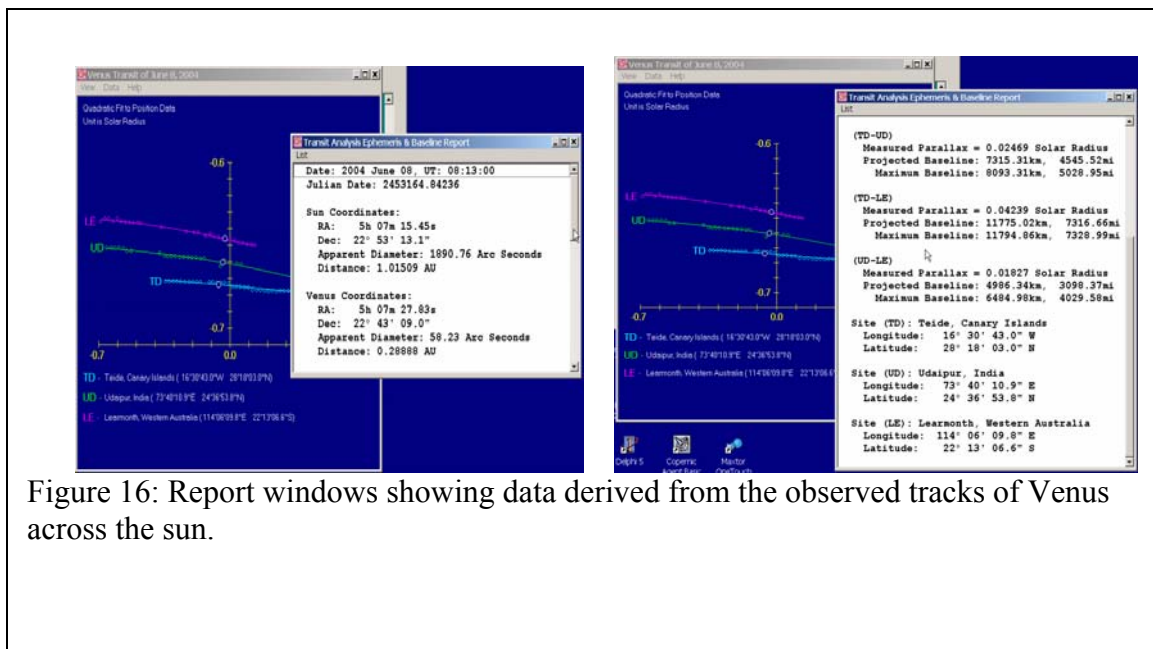 Venus Transit of June 8, 2004
View Data Help
Quadratic Fit to Position Data
Unit is Solar Radius
-0.6
LE
UD
TD
-0.7
-0.7
0.0
TD - Teide, Canary Islands ( 16°30'43.0"W 28°18'03.0"N)
UD - Udaipur, India ( 73°40'10.9"E 24°36'53.8"N)
LE - Learmonth, Western Australia ( 114°06'09.8"E 22°13'06.6"S)
Transit Analysis Ephemeris & Baseline Report
List
Date: 2004 June 08, UT: 08:13:00
Julian Date: 2453164.84236
Sun Coordinates:
RA: 5h 07m 15.45s
Dec: 22° 53' 13.1"
Apparent Diameter: 1890.76 Arc Seconds
Distance: 1.01509 AU
Venus Coordinates:
RA: 5h 07m 27.83s
Dec: 22° 43' 09.0"
Apparent Diameter: 58.23 Arc Seconds
Distance: 0.28888 AU
Venus Transit of June 8, 2004
View Data Help
Quadratic Fit to Position Data
Unit is Solar Radius
-0.6
LE
UD
TD
-0.7
-0.7
0.0
TD - Teide, Canary Islands ( 16°30'43.0"W 28°18'03.0"N)
UD - Udaipur, India ( 73°40'10.9"E 24°36'53.8"N)
LE - Learmonth, Western Australia ( 114°06'09.8"E 22°13'06.6"
Delphi 5
Copernic Agent Basic
Maxtor OneTouch
Transit Analysis Ephemeris & Baseline Report
List
(TD-UD)
Measured Parallax = 0.02469 Solar Radius
Projected Baseline: 7315.31km, 4545.52mi
Maximum Baseline: 8093.31km, 5028.95mi
(TD-LE)
Measured Parallax = 0.04239 Solar Radius
Projected Baseline: 11775.02km, 7316.66mi
Maximum Baseline: 11794.86km, 7328.99mi
(UD-LE)
Measured Parallax = 0.01827 Solar Radius
Projected Baseline: 4986.34km, 3098.37mi
Maximum Baseline: 6484.98km, 4029.58mi
Site (TD): Teide, Canary Islands
Longitude: 16° 30' 43.0" W
Latitude: 28° 18' 03.0" N
Site (UD): Udaipur, India
Longitude: 73° 40' 10.9" E
Latitude: 24° 36' 53.8" N
Site (LE): Learmonth, Western Australia
Longitude: 114° 06' 09.8" E
Latitude: 22° 13' 06.6" S
Figure 16: Report windows showing data derived from the observed tracks of Venus
across the sun.